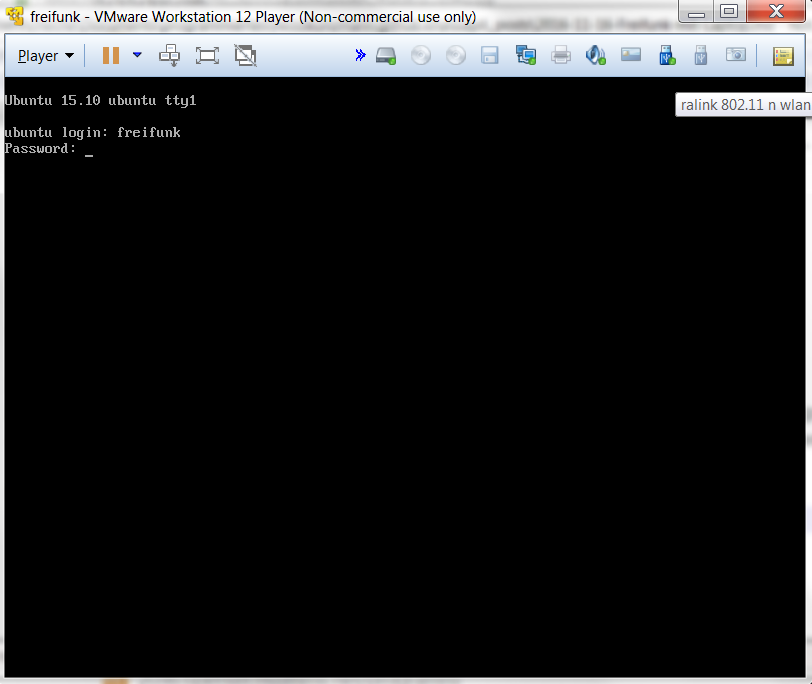 freifunk - VMware Workstation 12 Player (Non-commercial use only)
Player
ralink 802.11 n wlan
Ubuntu 15.10 ubuntu tty1
ubuntu login: freifunk
Password: _